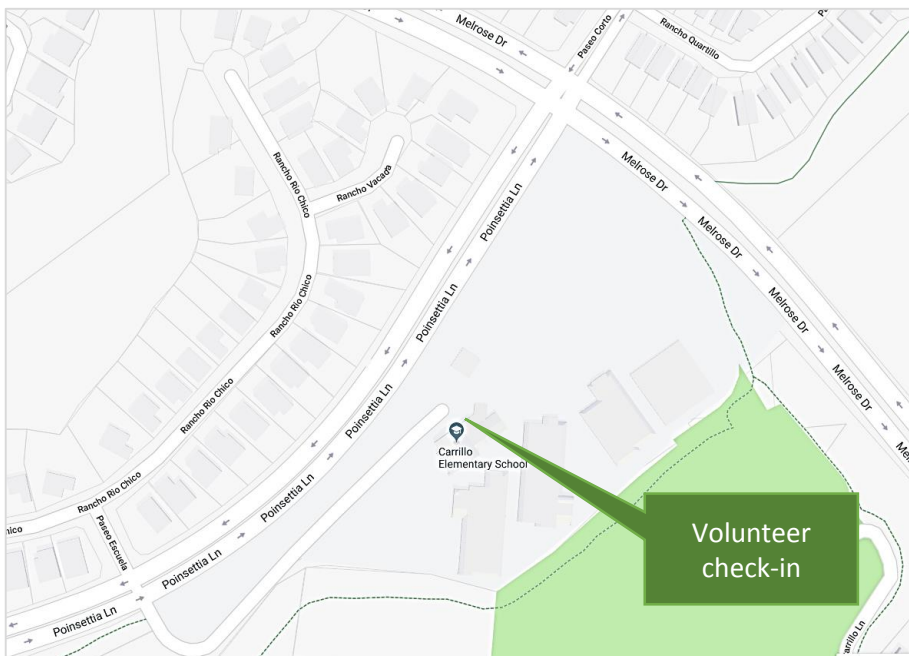 Melrose Dr
Paseo Corto
Rancho Quartillo
Rancho Rio Chico
Rancho Vacada
Melrose Dr
Poinsettia Ln
Melrose Dr
Poinsettia Ln
Rancho Rio Chico
Melrose Dr
Poinsettia Ln
Rancho Rio Chico
Melrose Dr
Carrillo
Elementary School
Poinsettia Ln
Rancho Rio Chico
Poinsettia Ln
Paseo Escuela
Poinsettia Ln
Poinsettia Ln
Volunteer
check-in